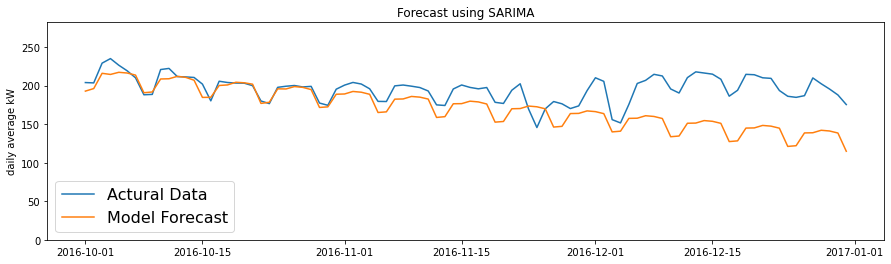 Forecast using SARIMA
daily average kW
250
200
150
100
50
0
Actural Data
Model Forecast
2016-10-01 2016-10-15 2016-11-01 2016-11-15 2016-12-01 2016-12-15 2017-01-01